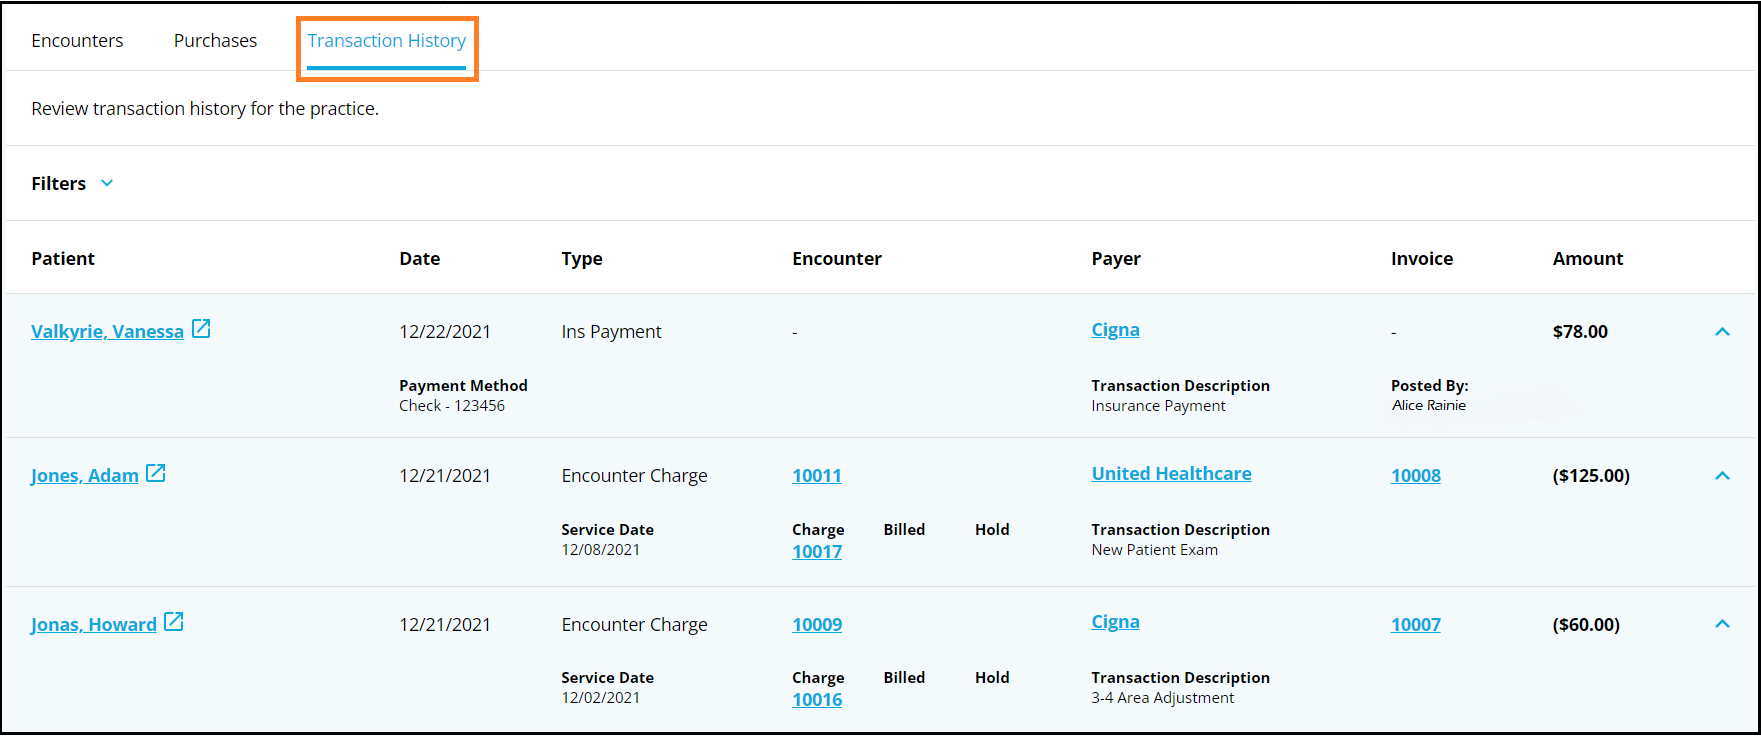 Encounters Purchases Transaction History
Review transaction history for the practice.
Filters
Patient Date Type Encounter Payer Invoice Amount
Valkyrie, Vanessa 12/22/2021 Ins Payment - Cigna - $78.00
Payment Method Transaction Description Posted By:
Check - 123456 Insurance Payment Alice Rainie
Jones, Adam 12/21/2021 Encounter Charge 10011 United Healthcare 10008 ($125.00)
Service Date Charge Billed Hold Transaction Description
12/08/2021 10017 New Patient Exam
Jonas, Howard 12/21/2021 Encounter Charge 10009 Cigna 10007 ($60.00)
Service Date Charge Billed Hold Transaction Description
12/02/2021 10016 3-4 Area Adjustment